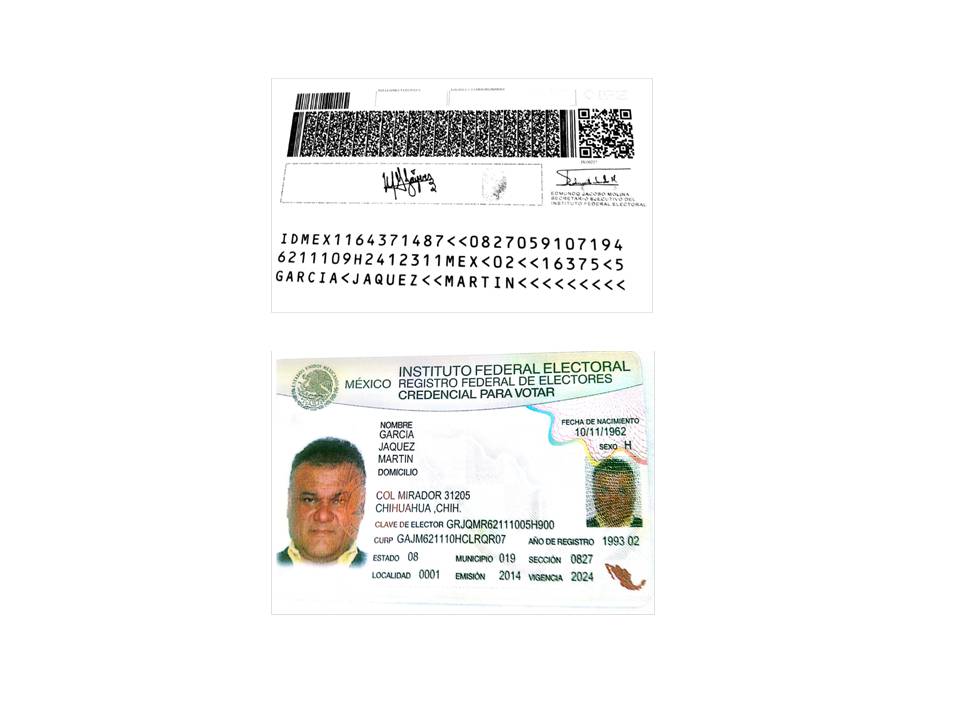 EDMUNDO JACOBO MOLINA
SECRETARIO EJECUTIVO DEL
INSTITUTO FEDERAL ELECTORAL
IDMEX1164371487<<0827059107194
6211109H2412311MEX<02<<16375<5
GARCIA<JAQUEZ<<MARTIN<<<<<<<<<
INSTITUTO FEDERAL ELECTORAL
MÉXICO REGISTRO FEDERAL DE ELECTORES
CREDENCIAL PARA VOTAR
FECHA DE NACIMIENTO
10/11/1962
SEXO H
NOMBRE
GARCIA
JAQUEZ
MARTIN
DOMICILIO
COL MIRADOR 31205
CHIHUAHUA ,CHIH.
CLAVE DE ELECTOR GRJQMR62111005H900
CURP GAJM621110HCLRQR07 AÑO DE REGISTRO 1993 02
ESTADO 08 MUNICIPIO 019 SECCIÓN 0827
LOCALIDAD 0001 EMISIÓN 2014 VIGENCIA 2024